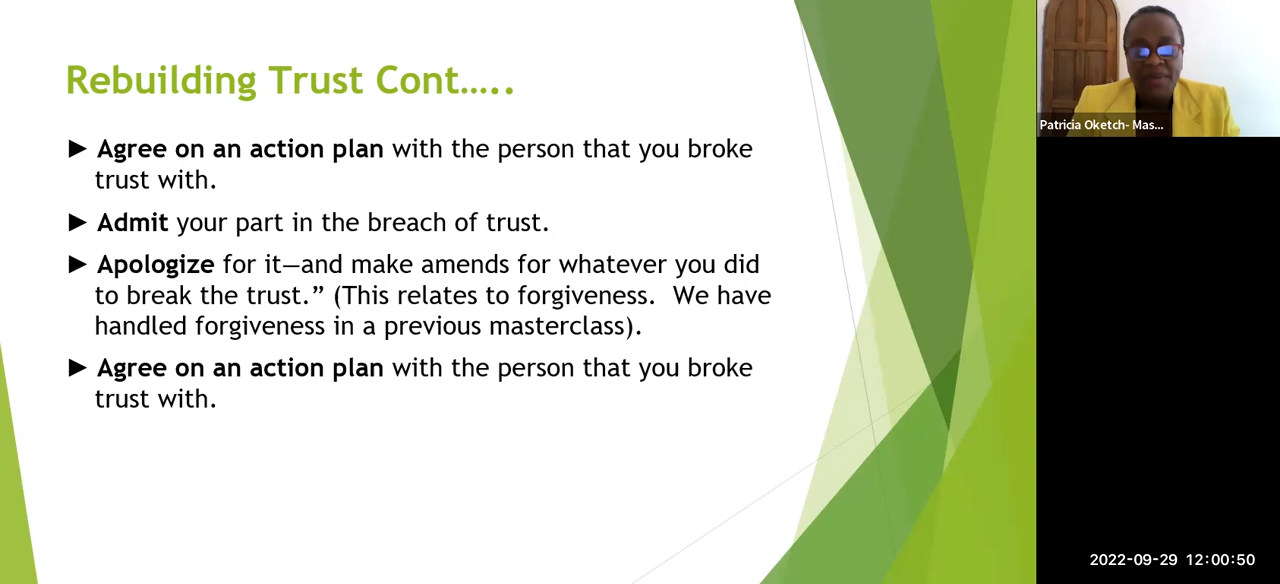 Rebuilding Trust Cont…..
► Agree on an action plan with the person that you broke
trust with.
► Admit your part in the breach of trust.
► Apologize for it—and make amends for whatever you did
to break the trust.” (This relates to forgiveness. We have
handled forgiveness in a previous masterclass).
► Agree on an action plan with the person that you broke
trust with.
Patricia Oketch- Mas...
2022-09-29 12:00:50